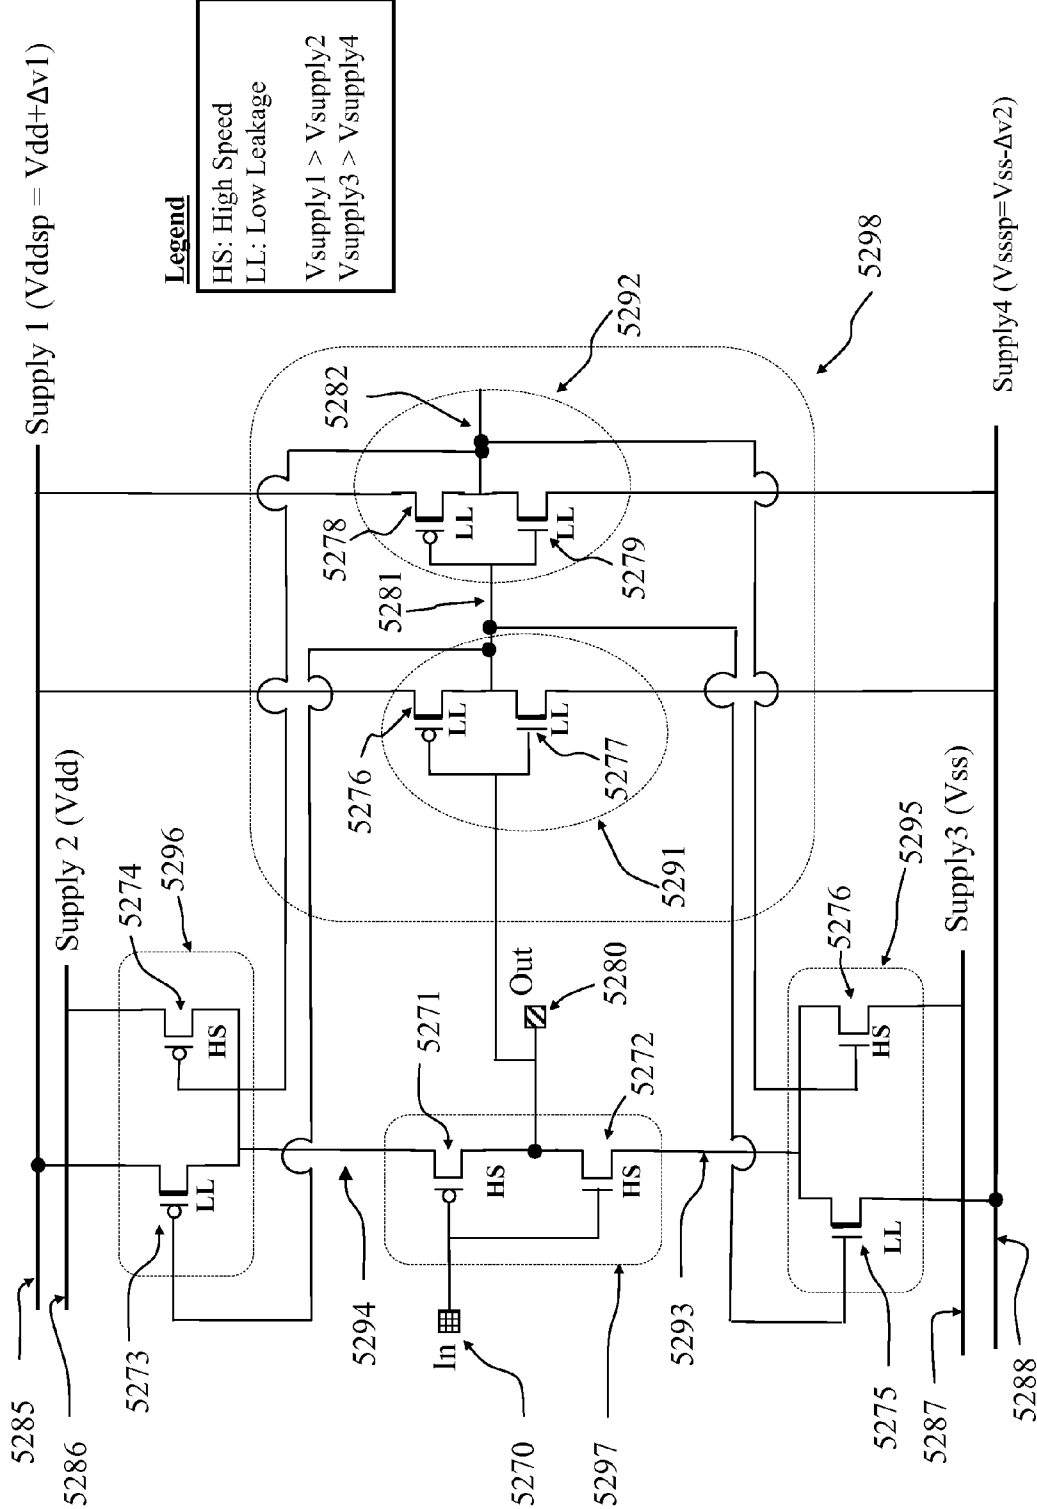 Supply 1 (Vddsp = Vdd+Δv1)
Supply 2 (Vdd)
Legend
HS: High Speed
LL: Low Leakage
Vsupply1 > Vsupply2
Vsupply3 > Vsupply4
5285
5286
5273
LL
5274
HS
5296
5294
In
5270
5297
5271
HS
5272
HS
Out
5280
5293
5276
LL
5277
LL
5291
5281
5278
LL
5279
LL
5282
5292
5298
5275
LL
5276
HS
5295
5287
5288
Supply3 (Vss)
Supply4 (Vsssp=Vss-Δv2)